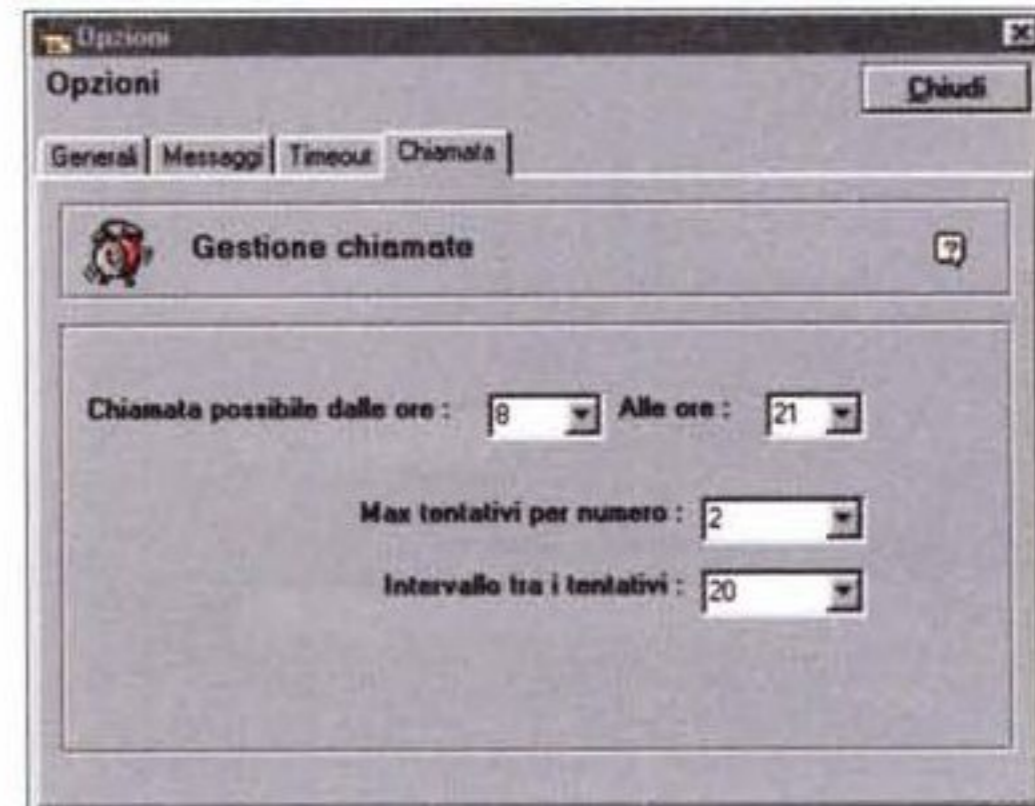 Opzioni
Opzioni
Chiudi
Generali Messaggi Timeout Chiamata
Gestione chiamate
?
Chiamata possibile dalle ore : 8 Alle ore : 21
Max tentativi per numero : 2
Intervallo tra i tentativi : 20